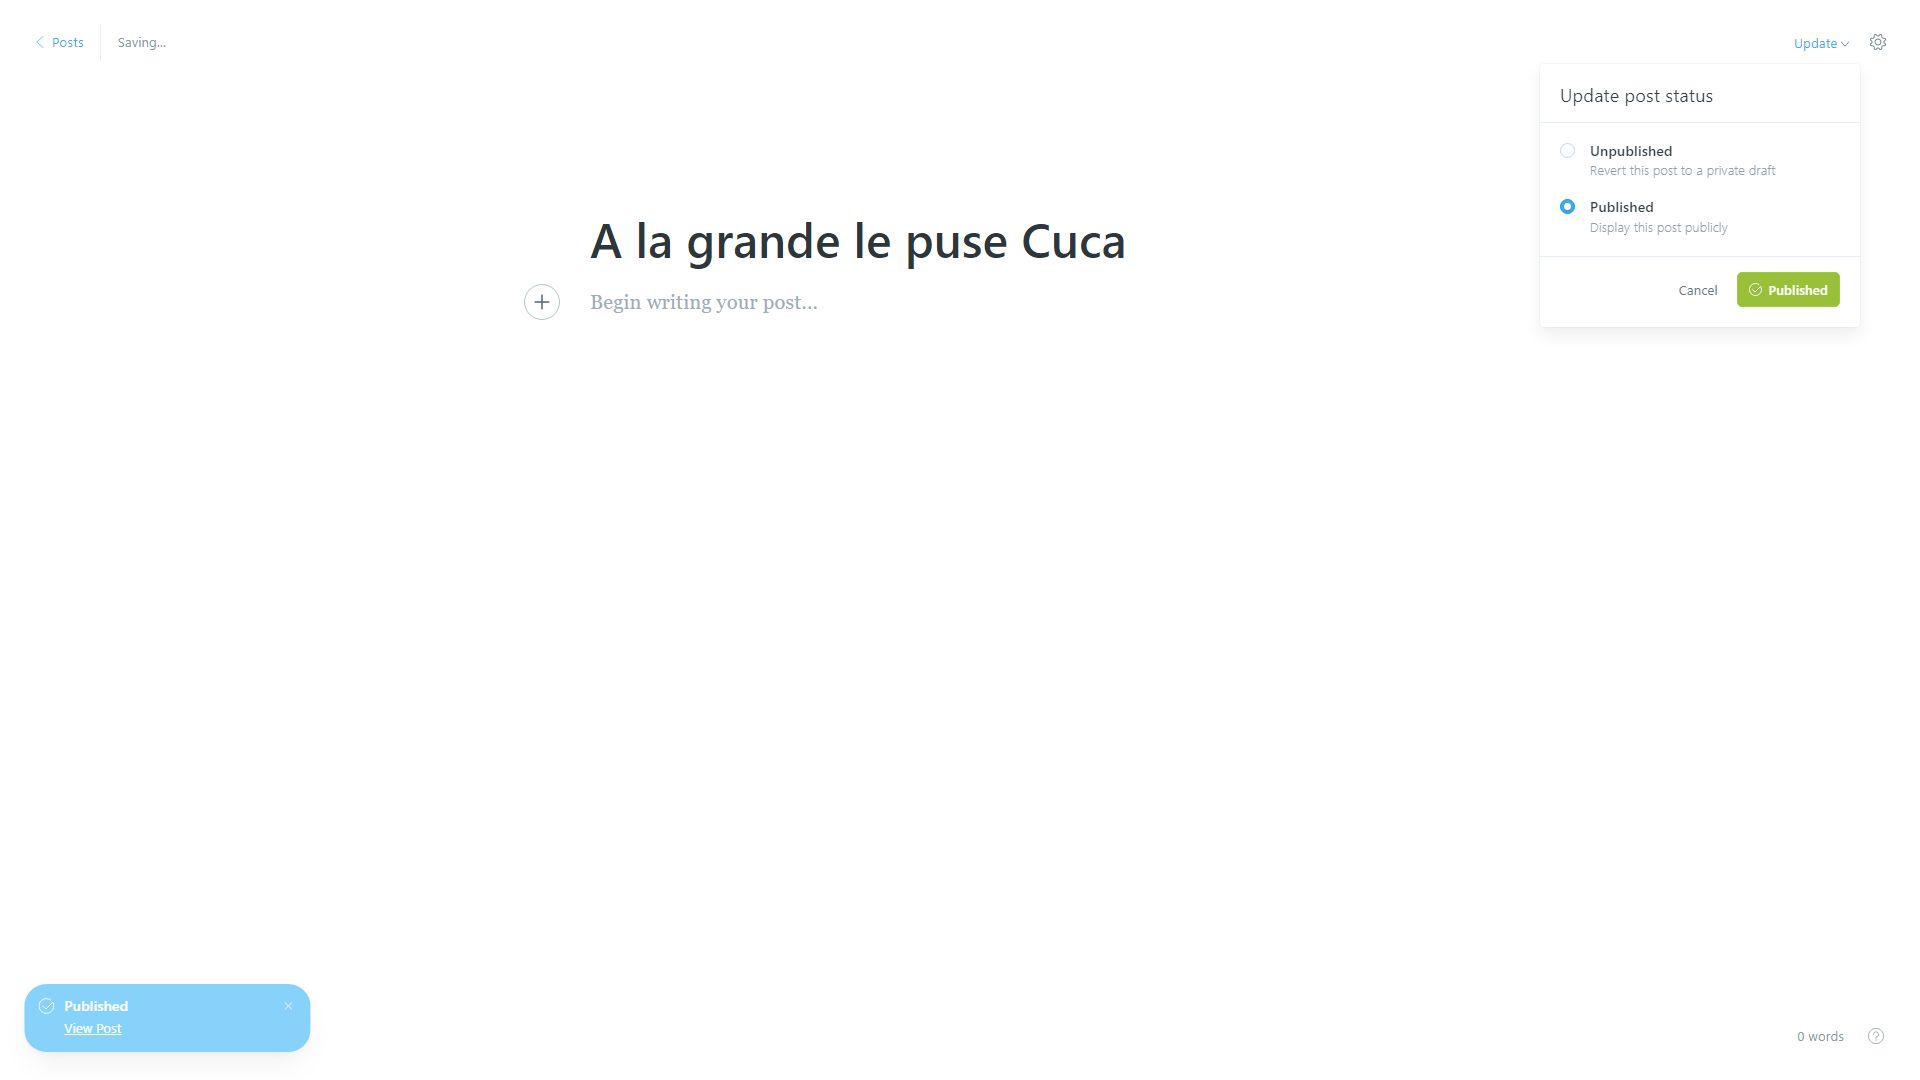 Posts
Saving...
Update
Update post status
Unpublished
Revert this post to a private draft
Published
Display this post publicly
Cancel
Published
A la grande le puse Cuca
Begin writing your post...
Published
View Post
0 words
?